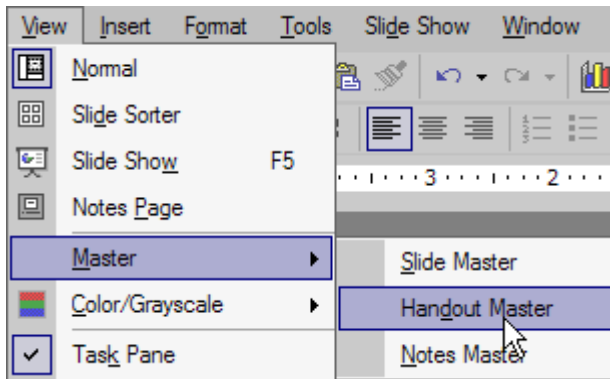 View Insert Format Tools Slide Show Window
Normal
Slide Sorter
Slide Show F5
3 2
Notes Page
Master Slide Master
Color/Grayscale Handout Master
Task Pane Notes Master